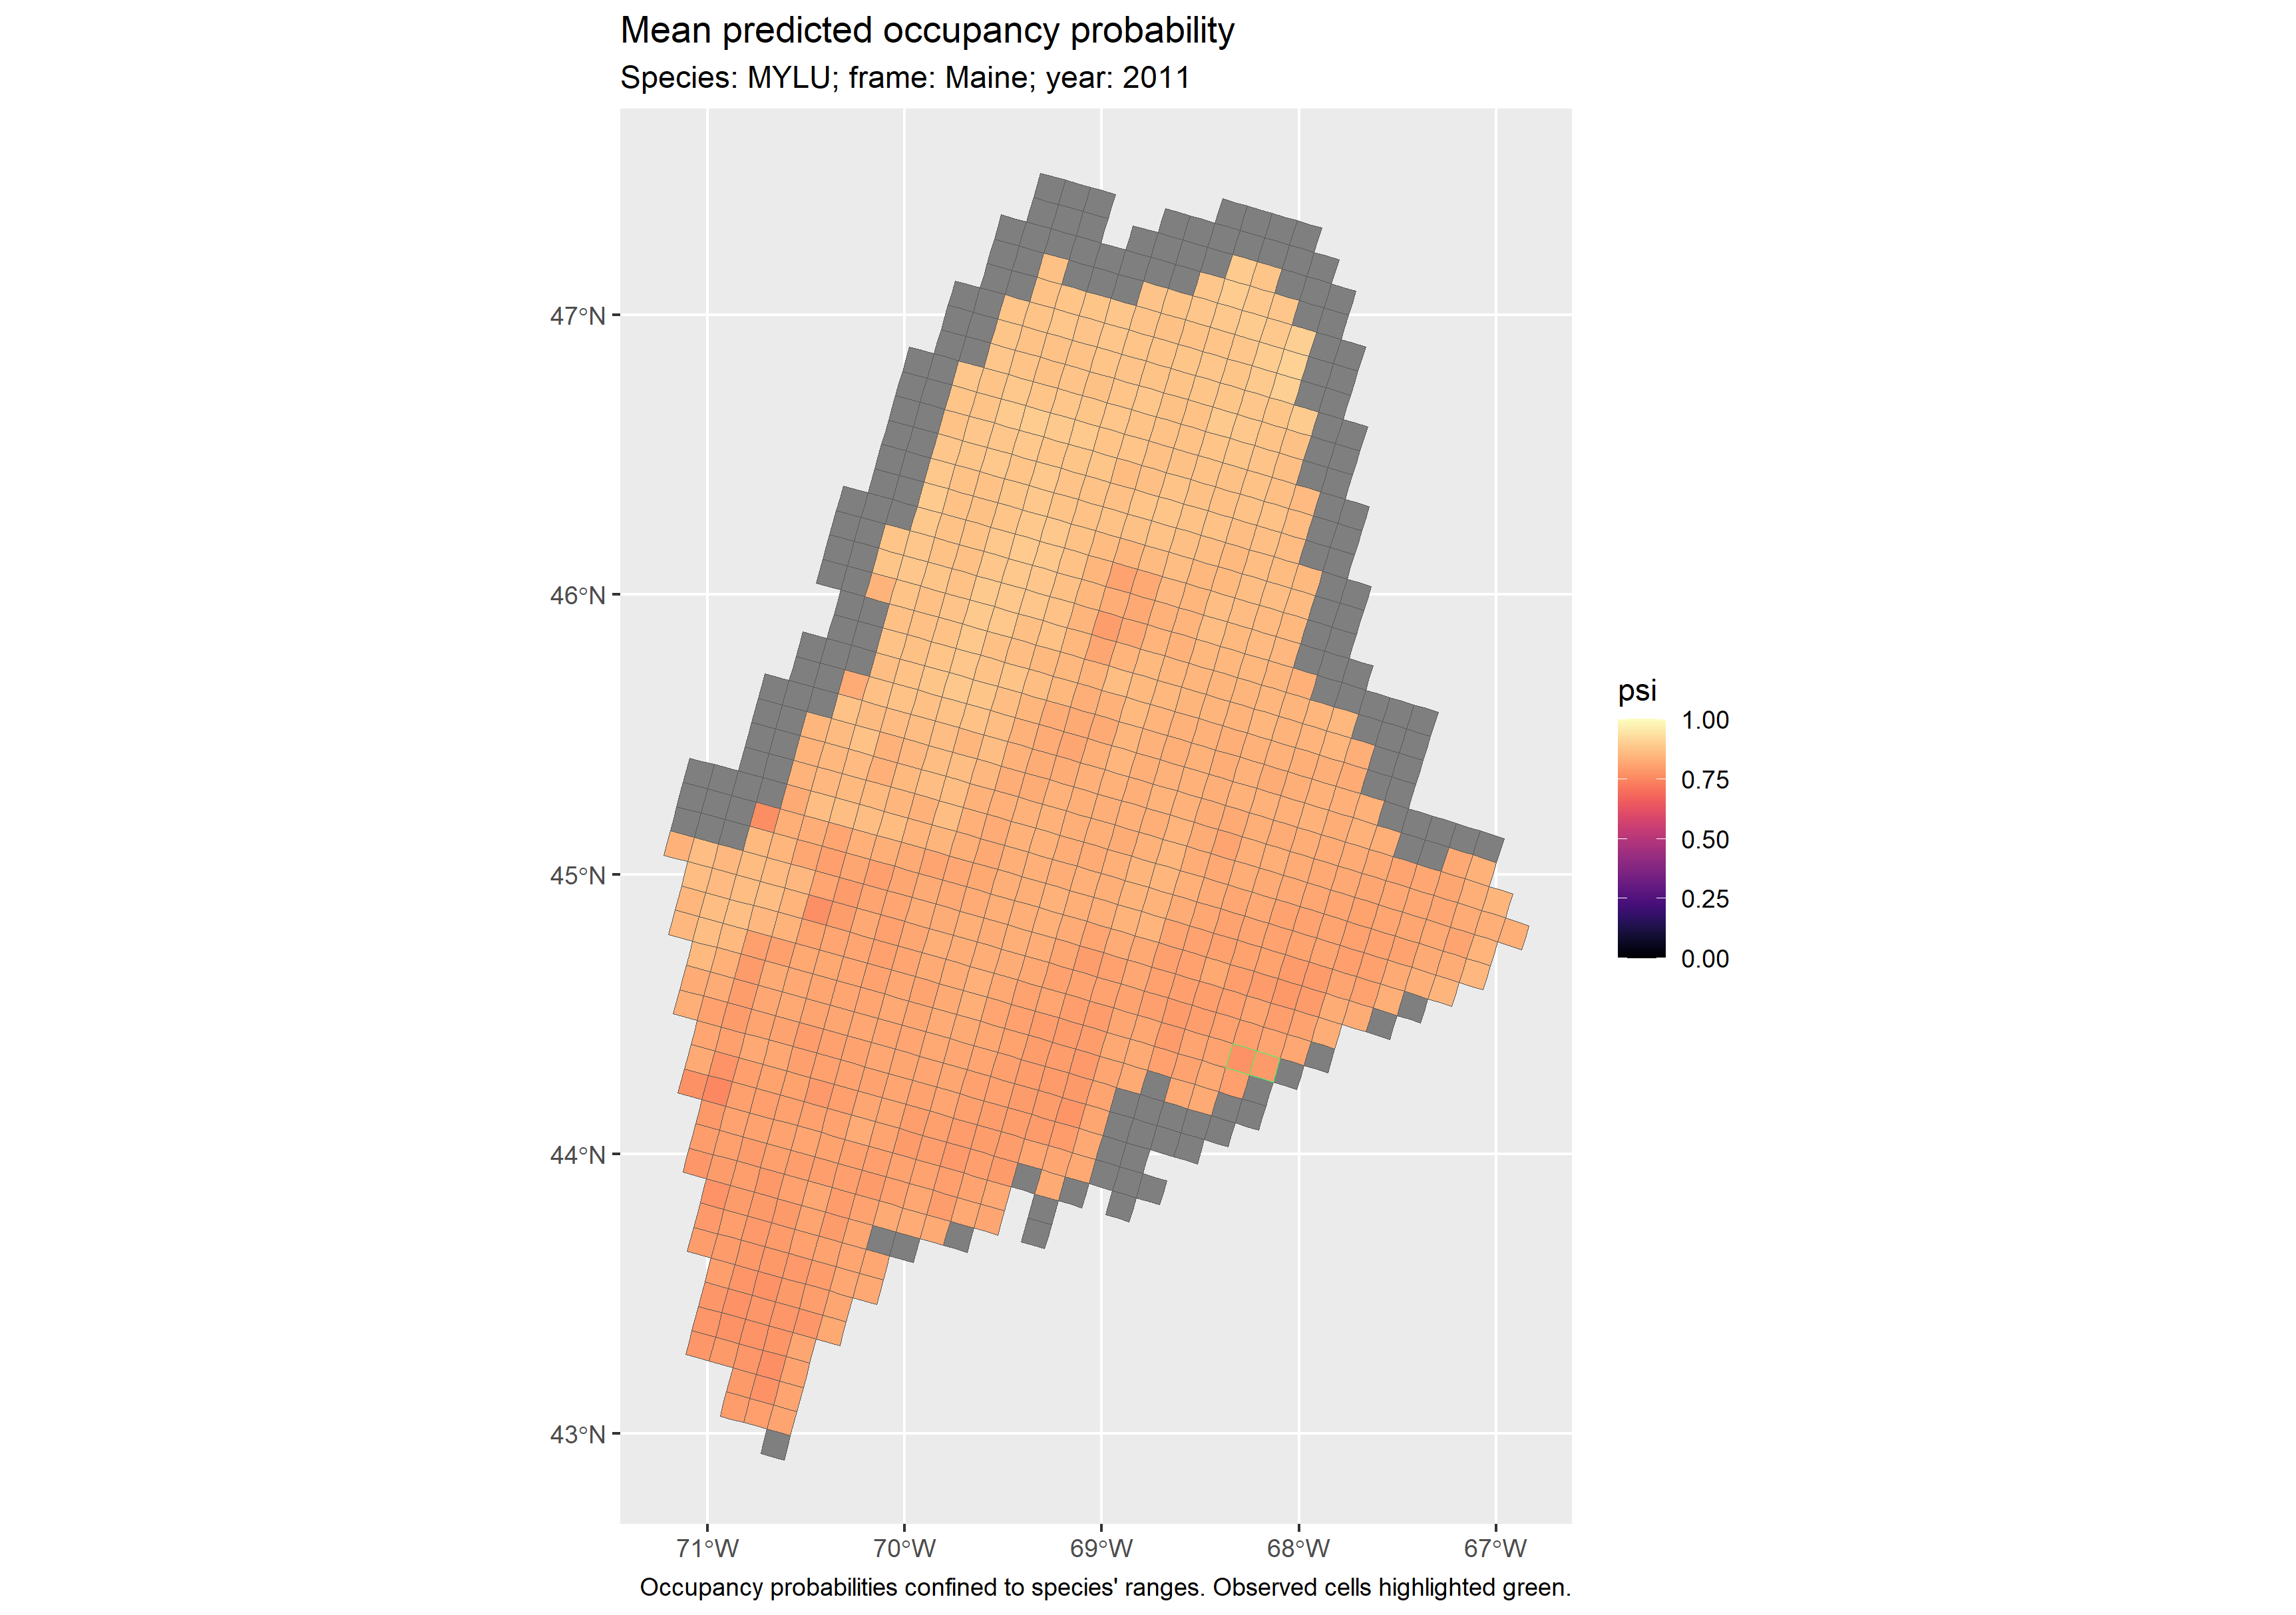 Mean predicted occupancy probability
Species: MYLU; frame: Maine; year: 2011
47°N
46°N
45°N
44°N
43°N
71°W
70°W
69°W
68°W
67°W
psi
1.00
0.75
0.50
0.25
0.00
Occupancy probabilities confined to species' ranges. Observed cells highlighted green.